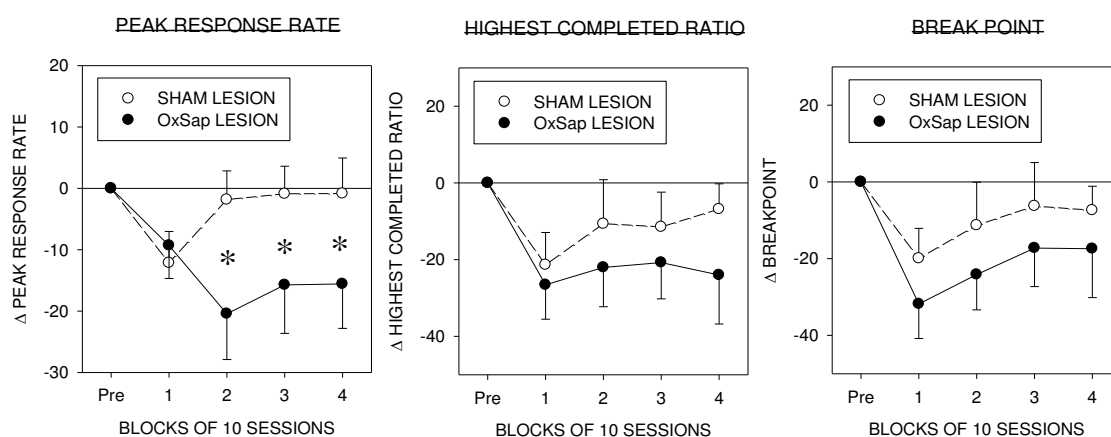 PEAK RESPONSE RATE
Δ PEAK RESPONSE RATE
20
10
0
-10
-20
-30
SHAM LESION
OxSap LESION
*
*
*
Pre 1 2 3 4
BLOCKS OF 10 SESSIONS
HIGHEST COMPLETED RATIO
Δ HIGHEST COMPLETED RATIO
20
0
-20
-40
SHAM LESION
OxSap LESION
Pre 1 2 3 4
BLOCKS OF 10 SESSIONS
BREAK POINT
Δ BREAKPOINT
20
0
-20
-40
SHAM LESION
OxSap LESION
Pre 1 2 3 4
BLOCKS OF 10 SESSIONS